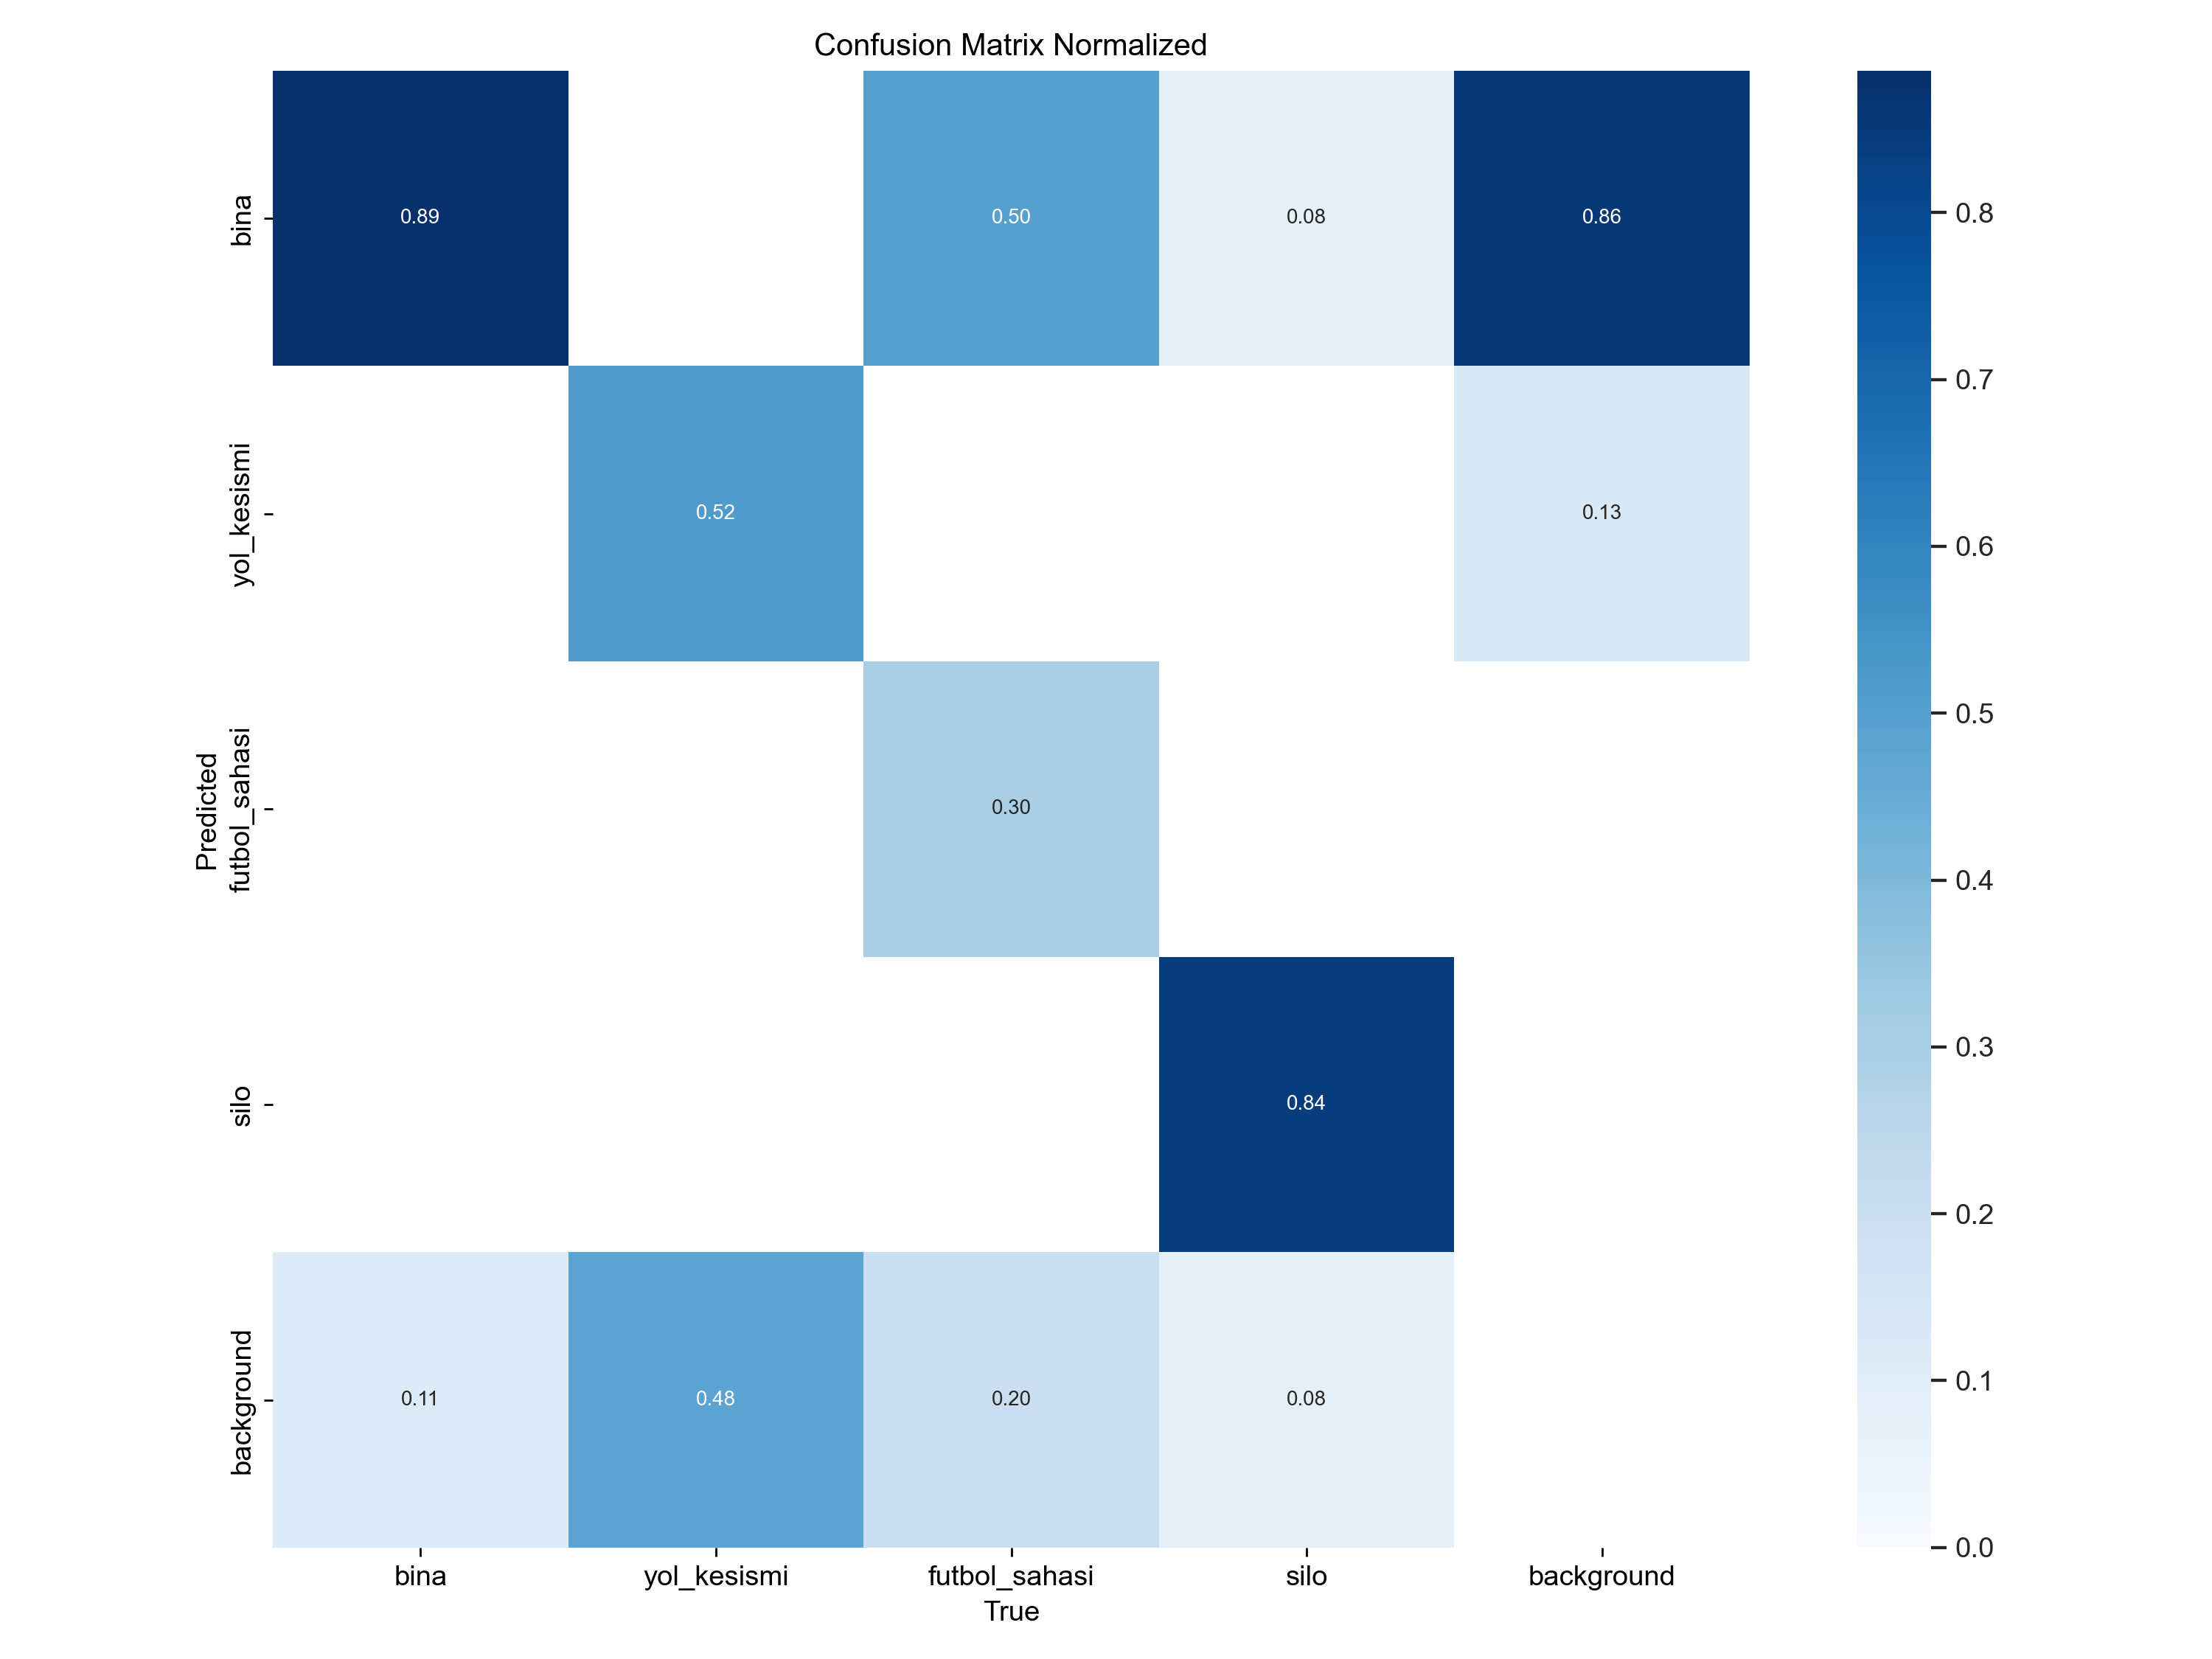 Confusion Matrix Normalized
bina
0.89
0.50
0.08
0.86
0.8
0.7
yol_kesismi
0.52
0.13
0.6
0.5
Predicted
futbol_sahasi
0.30
0.4
0.3
silo
0.84
0.2
background
0.11
0.48
0.20
0.08
0.1
0.0
bina
yol_kesismi
futbol_sahasi
silo
background
True